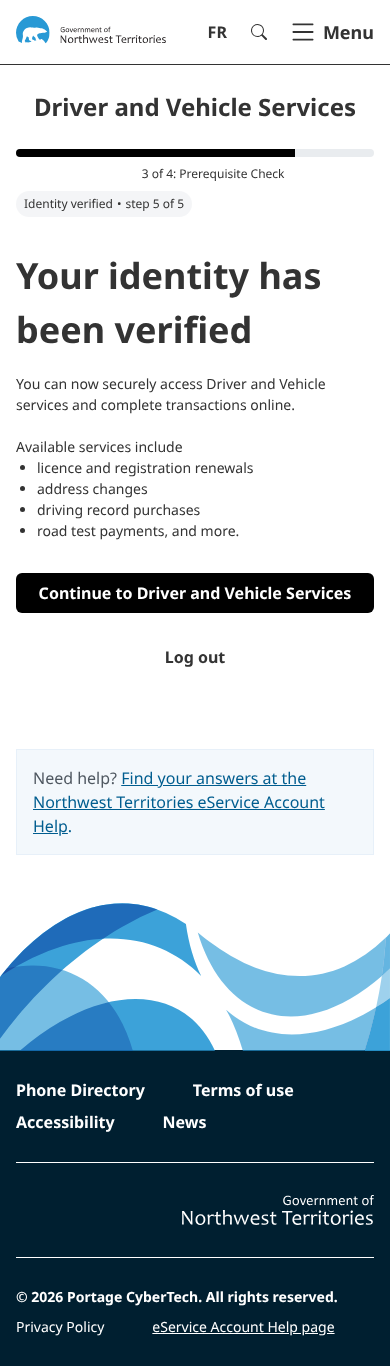 Government of
Northwest Territories
FR
Menu
Driver and Vehicle Services
3 of 4: Prerequisite Check
Identity verified • step 5 of 5
Your identity has
been verified
You can now securely access Driver and Vehicle
services and complete transactions online.
Available services include
• licence and registration renewals
• address changes
• driving record purchases
• road test payments, and more.
Continue to Driver and Vehicle Services
Log out
Need help? Find your answers at the
Northwest Territories eService Account
Help.
Phone Directory
Terms of use
Accessibility
News
Government of
Northwest Territories
© 2026 Portage CyberTech. All rights reserved.
Privacy Policy
eService Account Help page